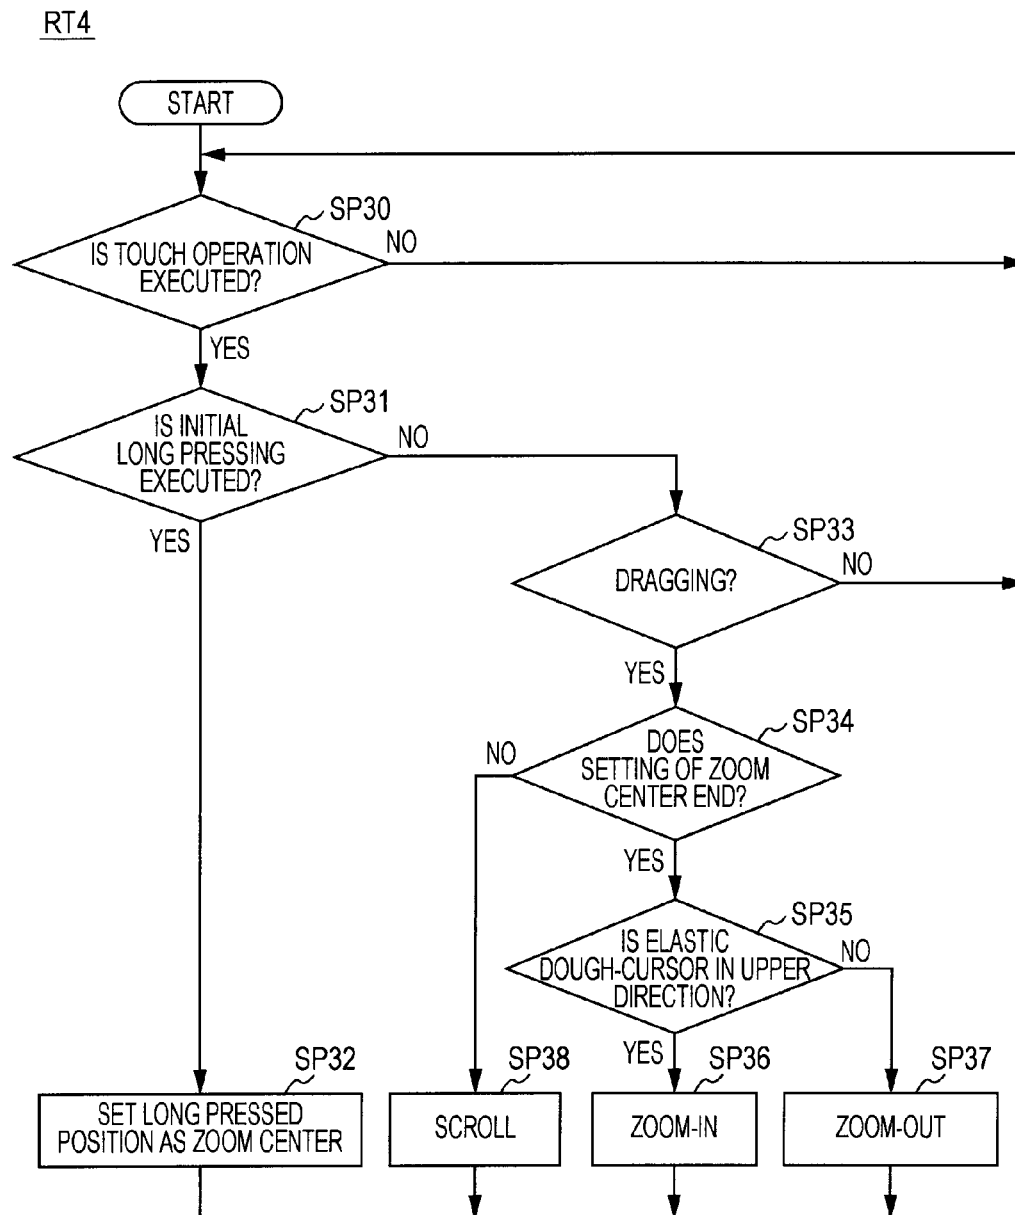 RT4
START
SP30
IS TOUCH OPERATION
EXECUTED?
NO
YES
SP31
IS INITIAL
LONG PRESSING
EXECUTED?
NO
YES
SP33
DRAGGING?
NO
YES
SP34
DOES
SETTING OF ZOOM
CENTER END?
NO
YES
SP35
IS ELASTIC
DOUGH-CURSOR IN UPPER
DIRECTION?
NO
YES
SP32
SET LONG PRESSED
POSITION AS ZOOM CENTER
SP38
SCROLL
SP36
ZOOM-IN
SP37
ZOOM-OUT